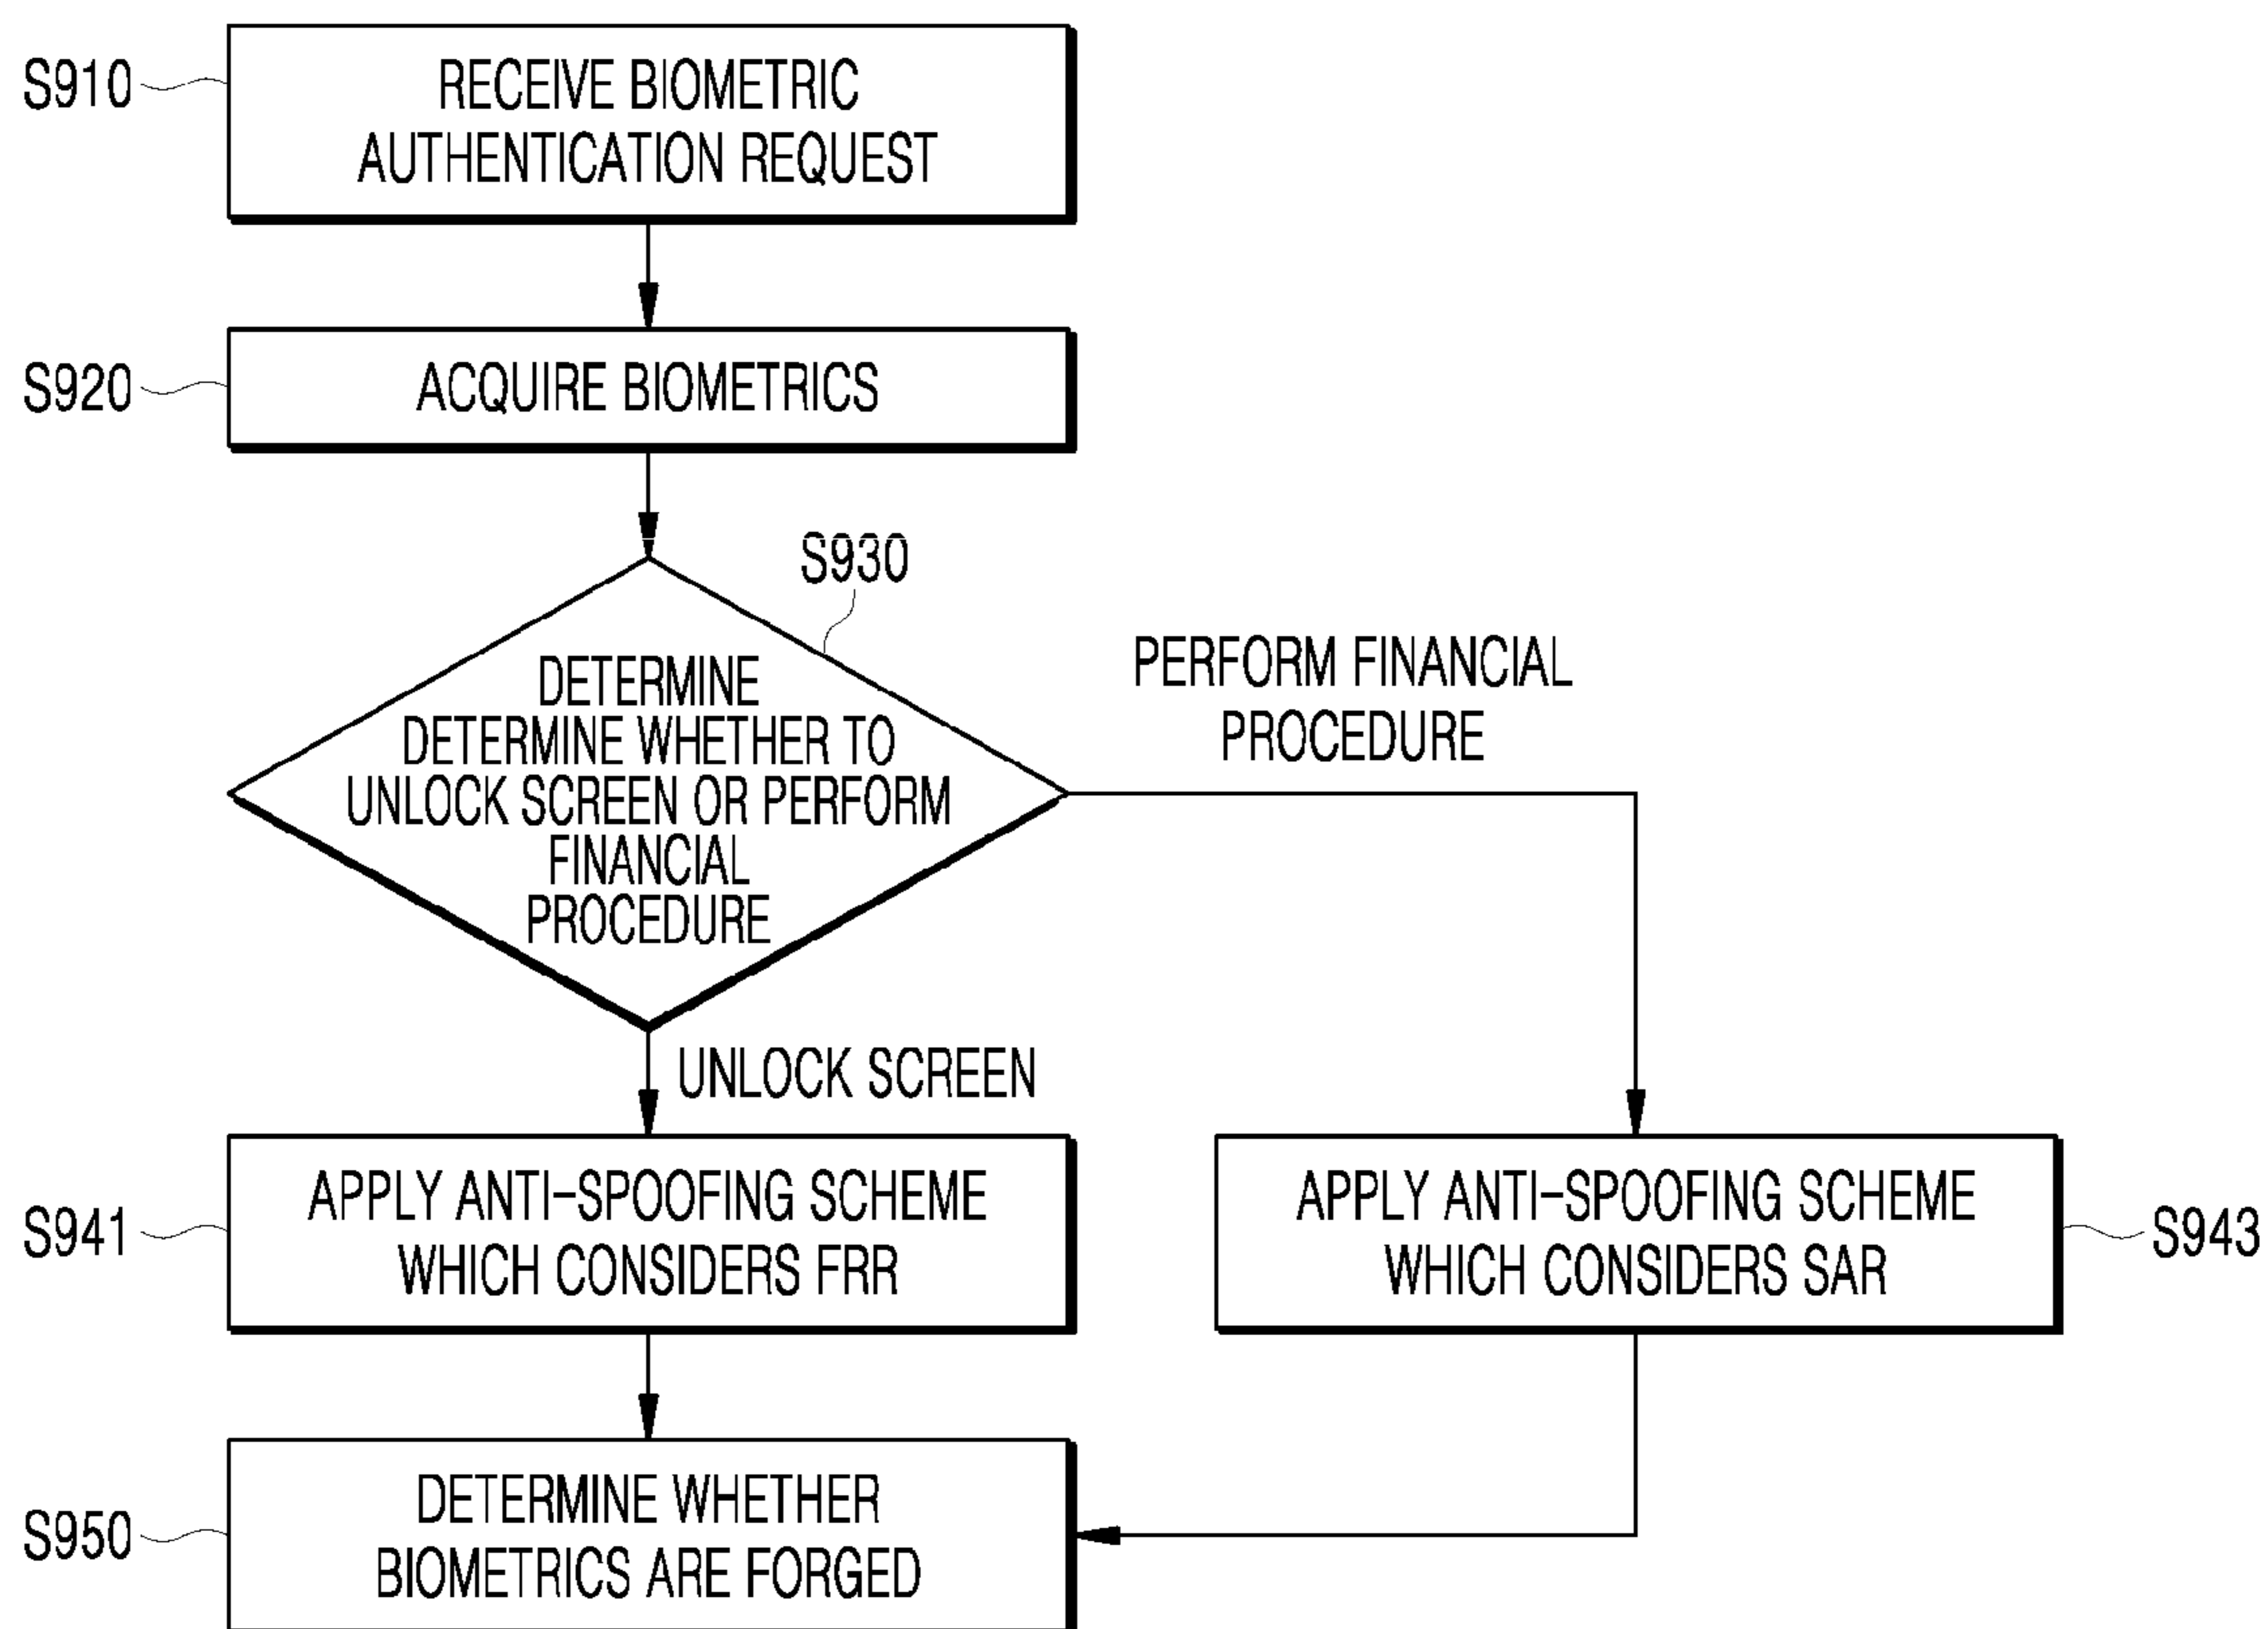 S910
RECEIVE BIOMETRIC
AUTHENTICATION REQUEST
S920
ACQUIRE BIOMETRICS
S930
DETERMINE
DETERMINE WHETHER TO
UNLOCK SCREEN OR PERFORM
FINANCIAL
PROCEDURE
PERFORM FINANCIAL
PROCEDURE
UNLOCK SCREEN
S941
APPLY ANTI-SPOOFING SCHEME
WHICH CONSIDERS FRR
APPLY ANTI-SPOOFING SCHEME
WHICH CONSIDERS SAR
S943
S950
DETERMINE WHETHER
BIOMETRICS ARE FORGED